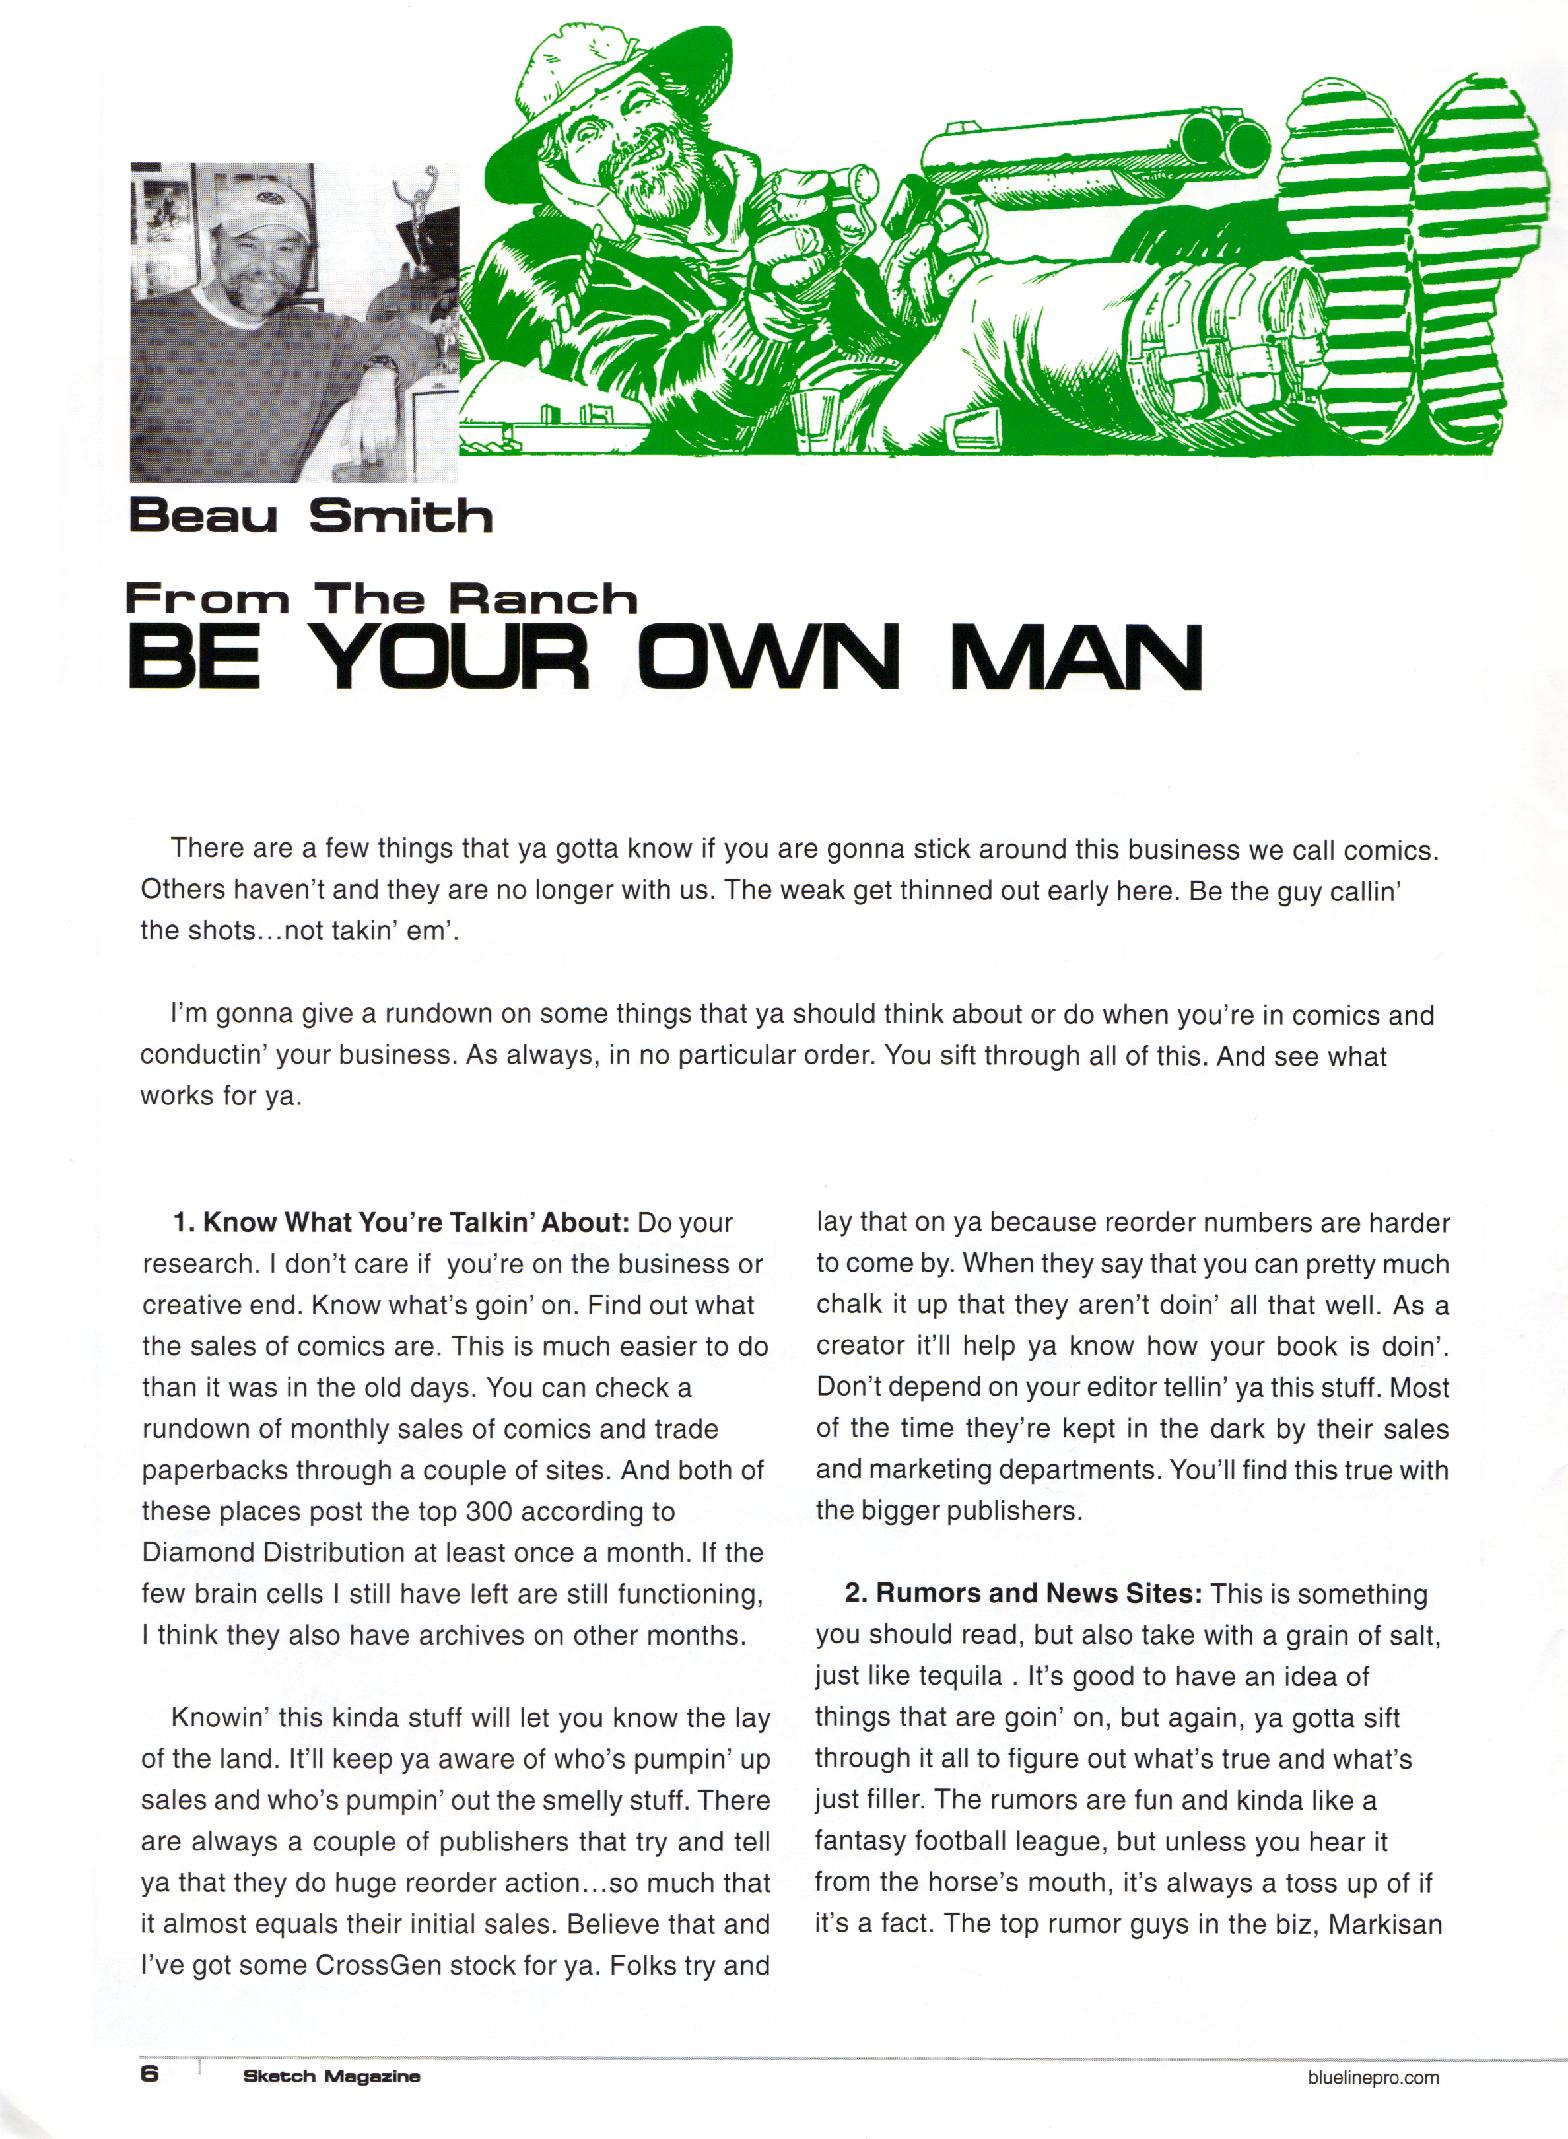 Beau Smith
From The Ranch
BE YOUR OWN MAN
There are a few things that ya gotta know if you are gonna stick around this business we call comics.
Others haven't and they are no longer with us. The weak get thinned out early here. Be the guy callin'
the shots...not takin' em'.
I'm gonna give a rundown on some things that ya should think about or do when you're in comics and
conductin' your business. As always, in no particular order. You sift through all of this. And see what
works for ya.
1. Know What You're Talkin' About: Do your
research. I don't care if  you're on the business or
creative end. Know what's goin' on. Find out what
the sales of comics are. This is much easier to do
than it was in the old days. You can check a
rundown of monthly sales of comics and trade
paperbacks through a couple of sites. And both of
these places post the top 300 according to
Diamond Distribution at least once a month. If the
few brain cells I still have left are still functioning,
I think they also have archives on other months.
Knowin' this kinda stuff will let you know the lay
of the land. It'll keep ya aware of who's pumpin' up
sales and who's pumpin' out the smelly stuff. There
are always a couple of publishers that try and tell
ya that they do huge reorder action...so much that
it almost equals their initial sales. Believe that and
I've got some CrossGen stock for ya. Folks try and
lay that on ya because reorder numbers are harder
to come by. When they say that you can pretty much
chalk it up that they aren't doin' all that well. As a
creator it'll help ya know how your book is doin'.
Don't depend on your editor tellin' ya this stuff. Most
of the time they're kept in the dark by their sales
and marketing departments. You'll find this true with
the bigger publishers.
2. Rumors and News Sites: This is something
you should read, but also take with a grain of salt,
just like tequila . It's good to have an idea of
things that are goin' on, but again, ya gotta sift
through it all to figure out what's true and what's
just filler. The rumors are fun and kinda like a
fantasy football league, but unless you hear it
from the horse's mouth, it's always a toss up of if
it's a fact. The top rumor guys in the biz, Markisan
6 Sketch Magazine
bluelinepro.com